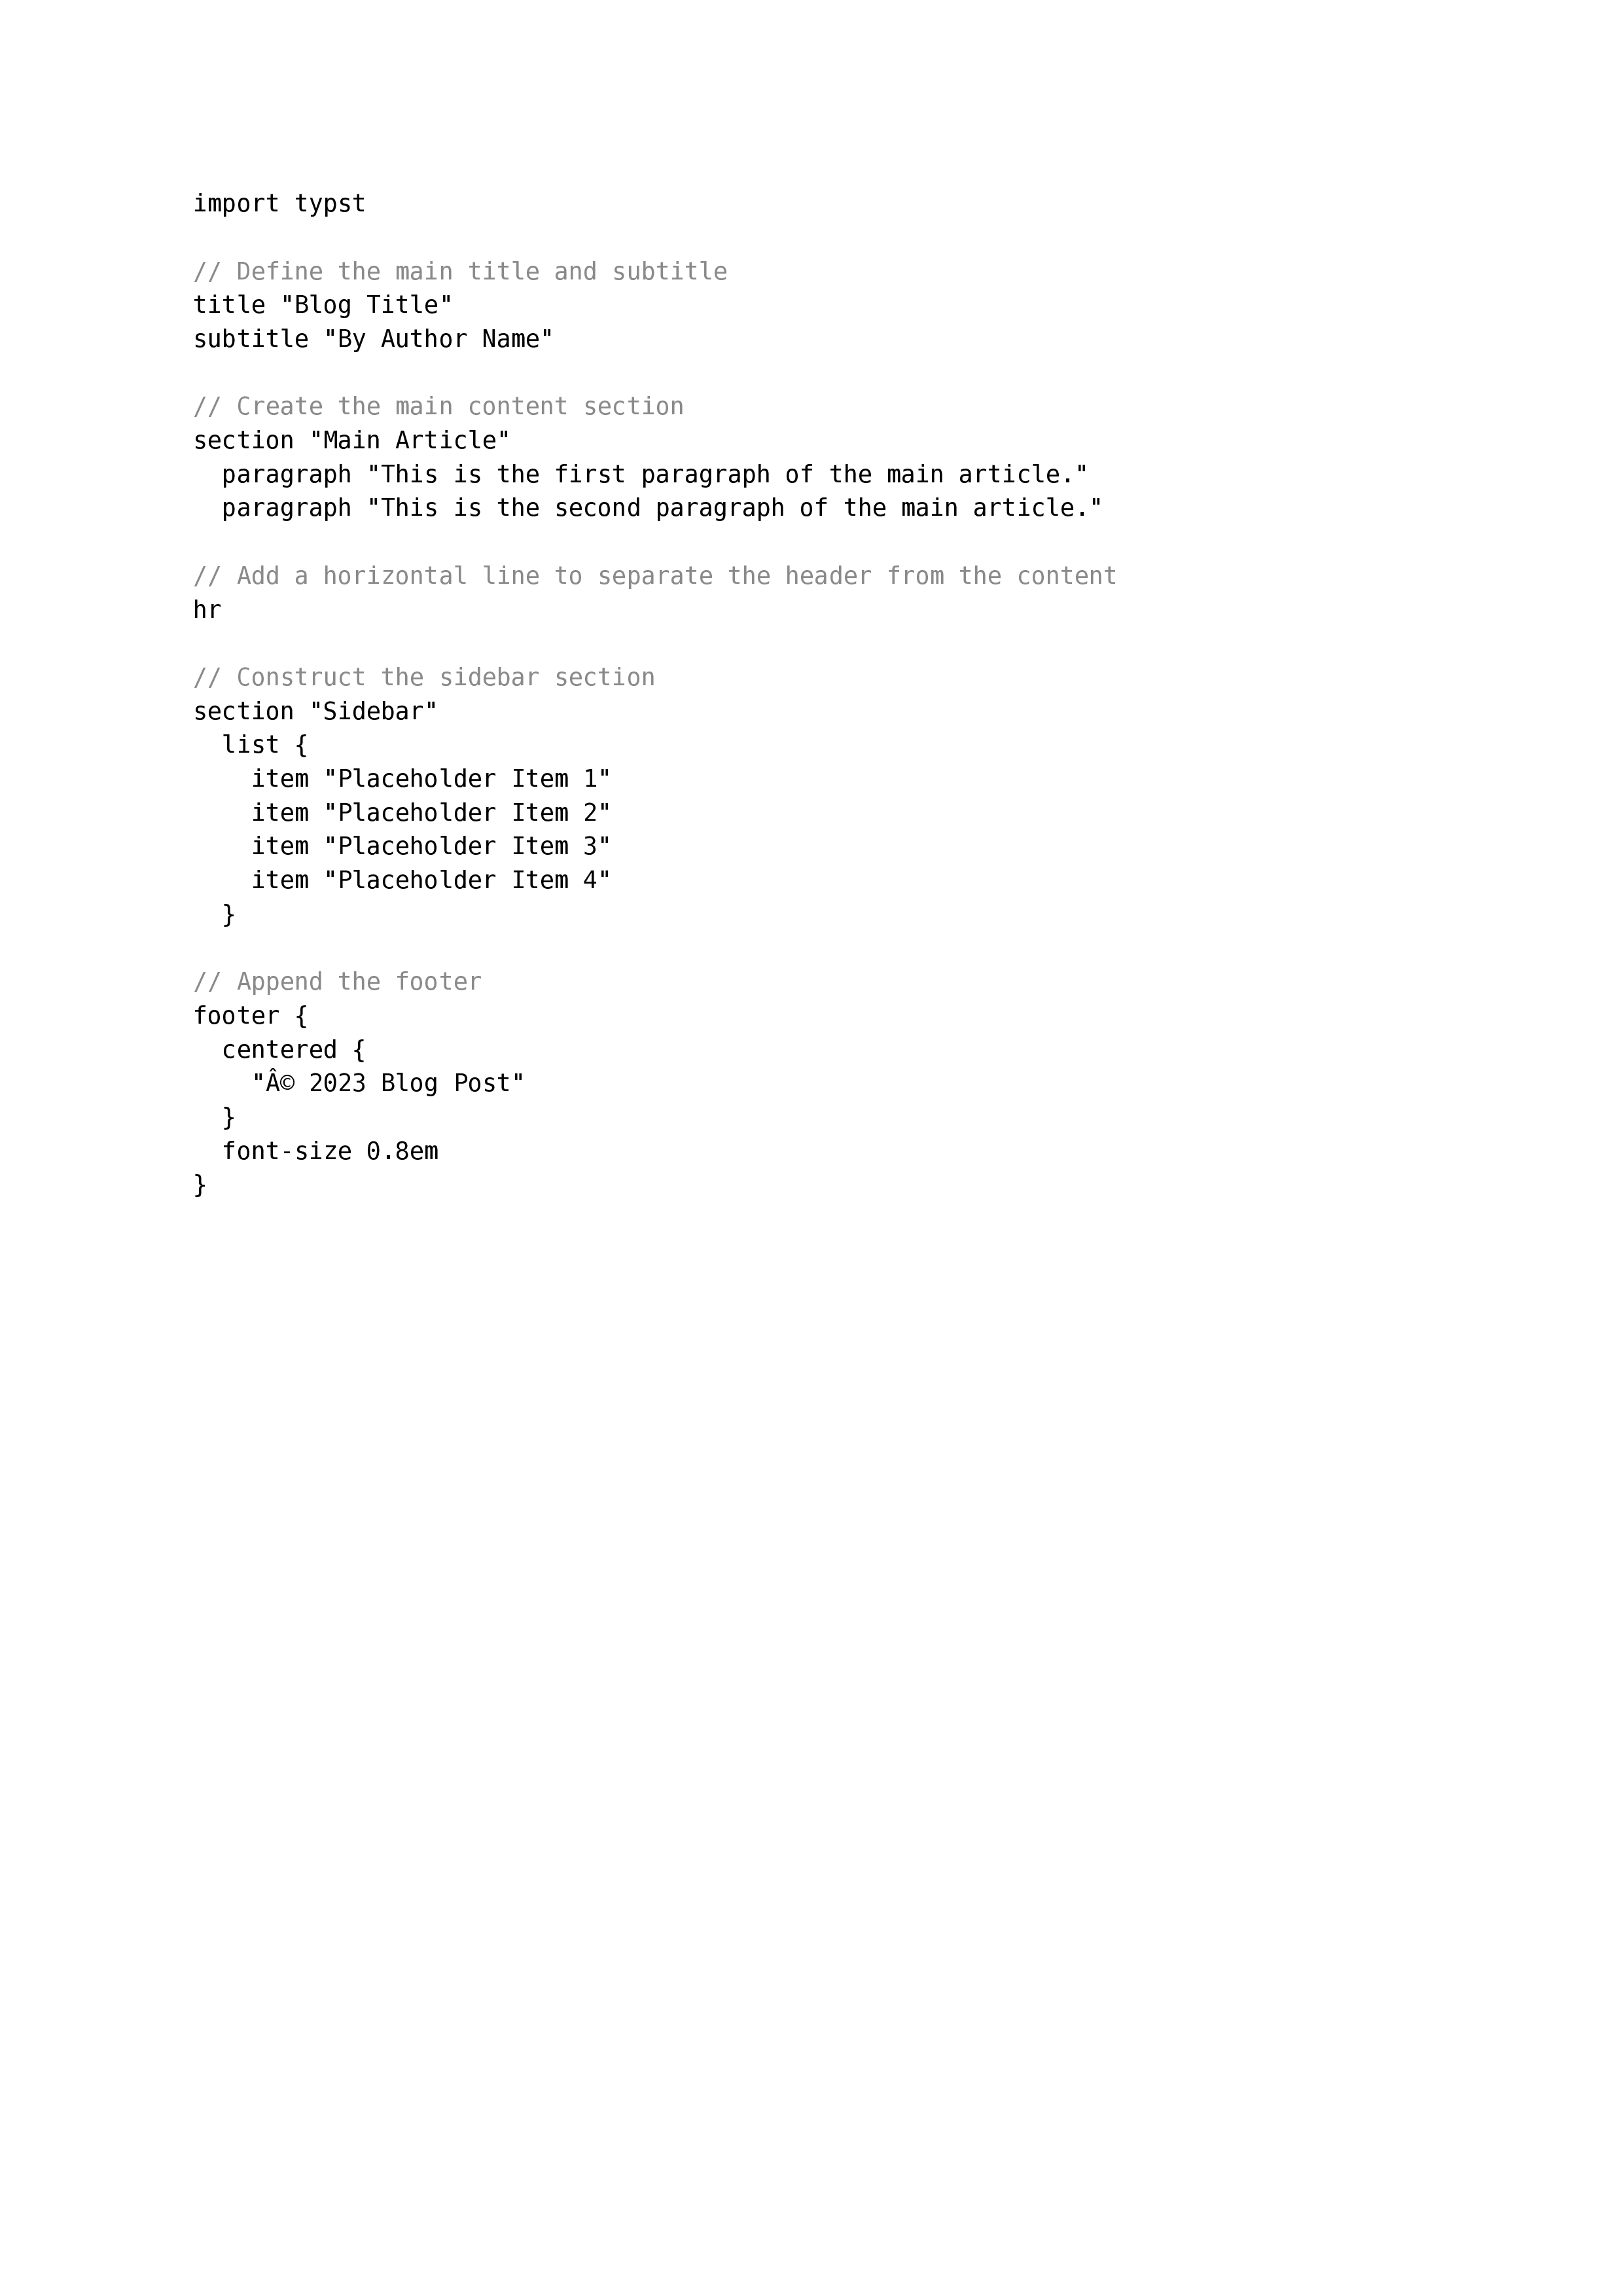 import typst

// Define the main title and subtitle
title "Blog Title"
subtitle "By Author Name"

// Create the main content section
section "Main Article"
  paragraph "This is the first paragraph of the main article."
  paragraph "This is the second paragraph of the main article."

// Add a horizontal line to separate the header from the content
hr

// Construct the sidebar section
section "Sidebar"
  list {
    item "Placeholder Item 1"
    item "Placeholder Item 2"
    item "Placeholder Item 3"
    item "Placeholder Item 4"
  }

// Append the footer
footer {
  centered {
    "Â© 2023 Blog Post"
  }
  font-size 0.8em
}